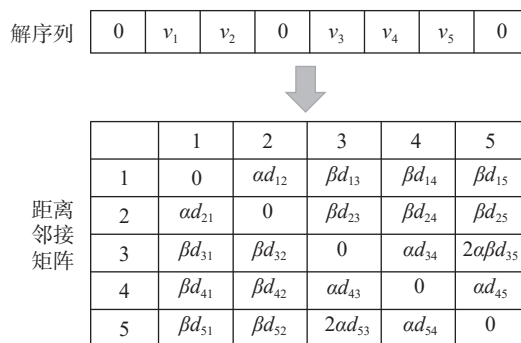 解序列 0 v₁ v₂ 0 v₃ v₄ v₅ 0
1 2 3 4 5
1 0 αd₁₂ βd₁₃ βd₁₄ βd₁₅
2 αd₂₁ 0 βd₂₃ βd₂₄ βd₂₅
3 βd₃₁ βd₃₂ 0 αd₃₄ 2αβd₃₅
4 βd₄₁ βd₄₂ αd₄₃ 0 αd₄₅
5 βd₅₁ βd₅₂ 2αd₅₃ αd₅₄ 0
距离
邻接
矩阵